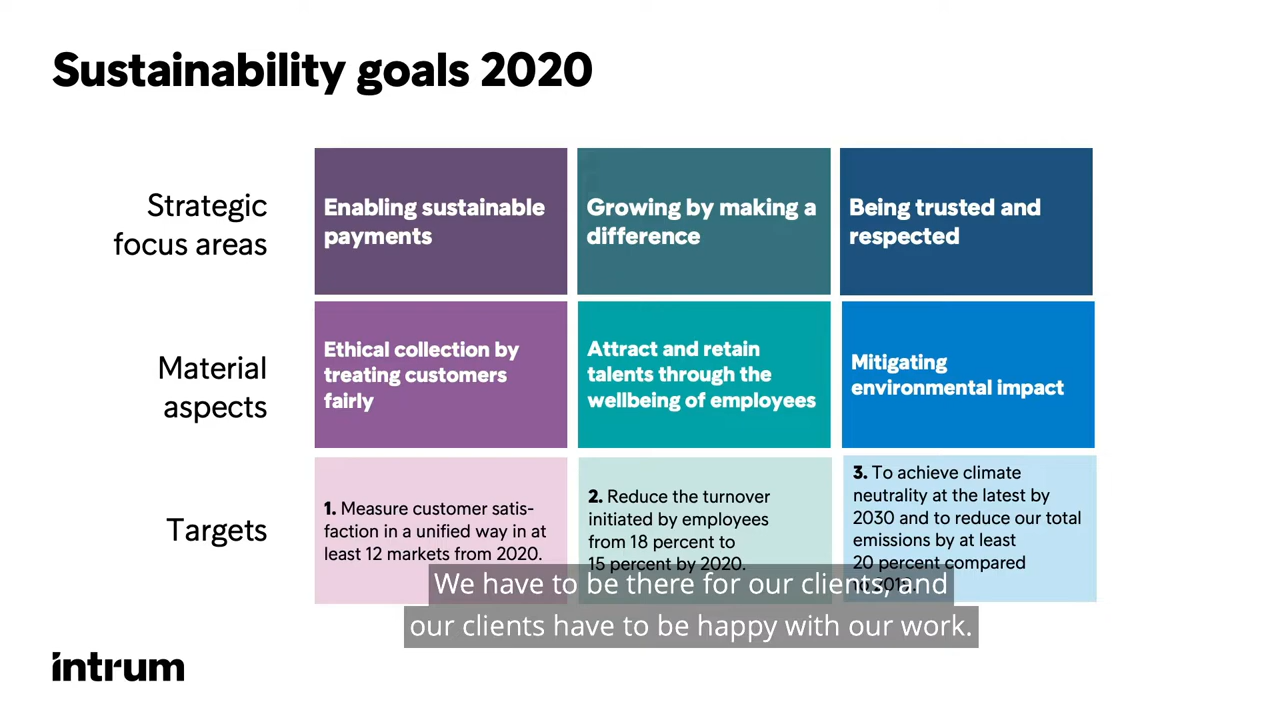 Sustainability goals 2020
Strategic
focus areas
Enabling sustainable
payments
Growing by making a
difference
Being trusted and
respected
Material
aspects
Ethical collection by
treating customers
fairly
Attract and retain
talents through the
wellbeing of employees
Mitigating
environmental impact
Targets
1. Measure customer satis-
faction in a unified way in at
least 12 markets from 2020.
2. Reduce the turnover
initiated by employees
from 18 percent to
15 percent by 2020.
3. To achieve climate
neutrality at the latest by
2030 and to reduce our total
emissions by at least
20 percent compared
We have to be there for our clients, and
our clients have to be happy with our work.
intrum